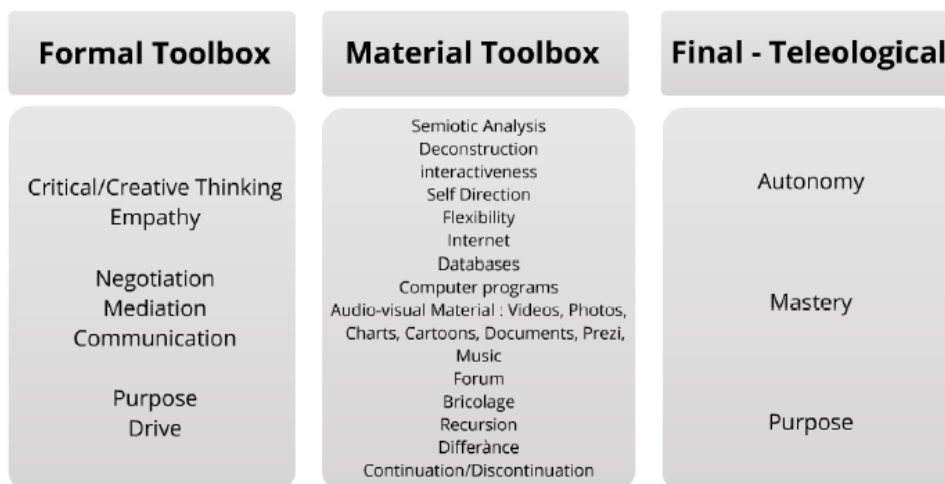 Formal Toolbox
Critical/Creative Thinking
Empathy
Negotiation
Mediation
Communication
Purpose
Drive
Material Toolbox
Semiotic Analysis
Deconstruction
interactiveness
Self Direction
Flexibility
Internet
Databases
Computer programs
Audio-visual Material : Videos, Photos,
Charts, Cartoons, Documents, Prezi,
Music
Forum
Bricolage
Recursion
Differànce
Continuation/Discontinuation
Final - Teleological
Autonomy
Mastery
Purpose